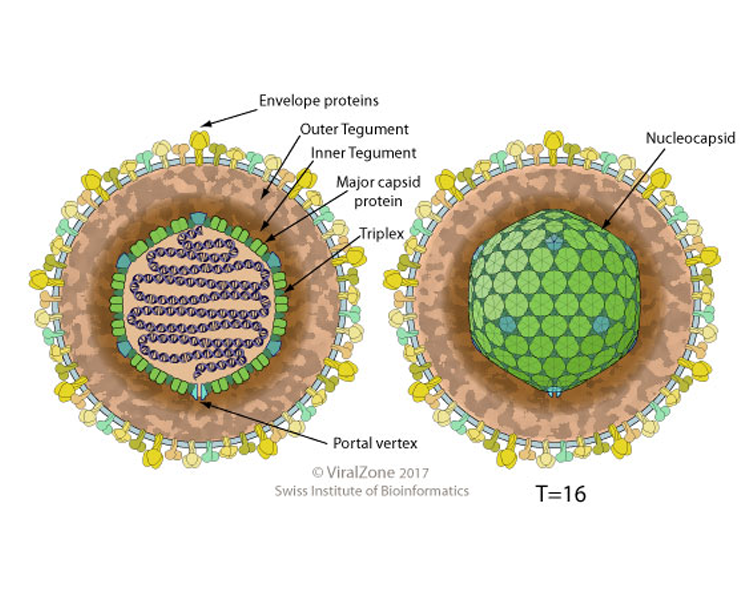 Envelope proteins
Outer Tegument
Inner Tegument
Major capsid
protein
Triplex
Nucleocapsid
Portal vertex
© ViralZone 2017
Swiss Institute of Bioinformatics
T=16